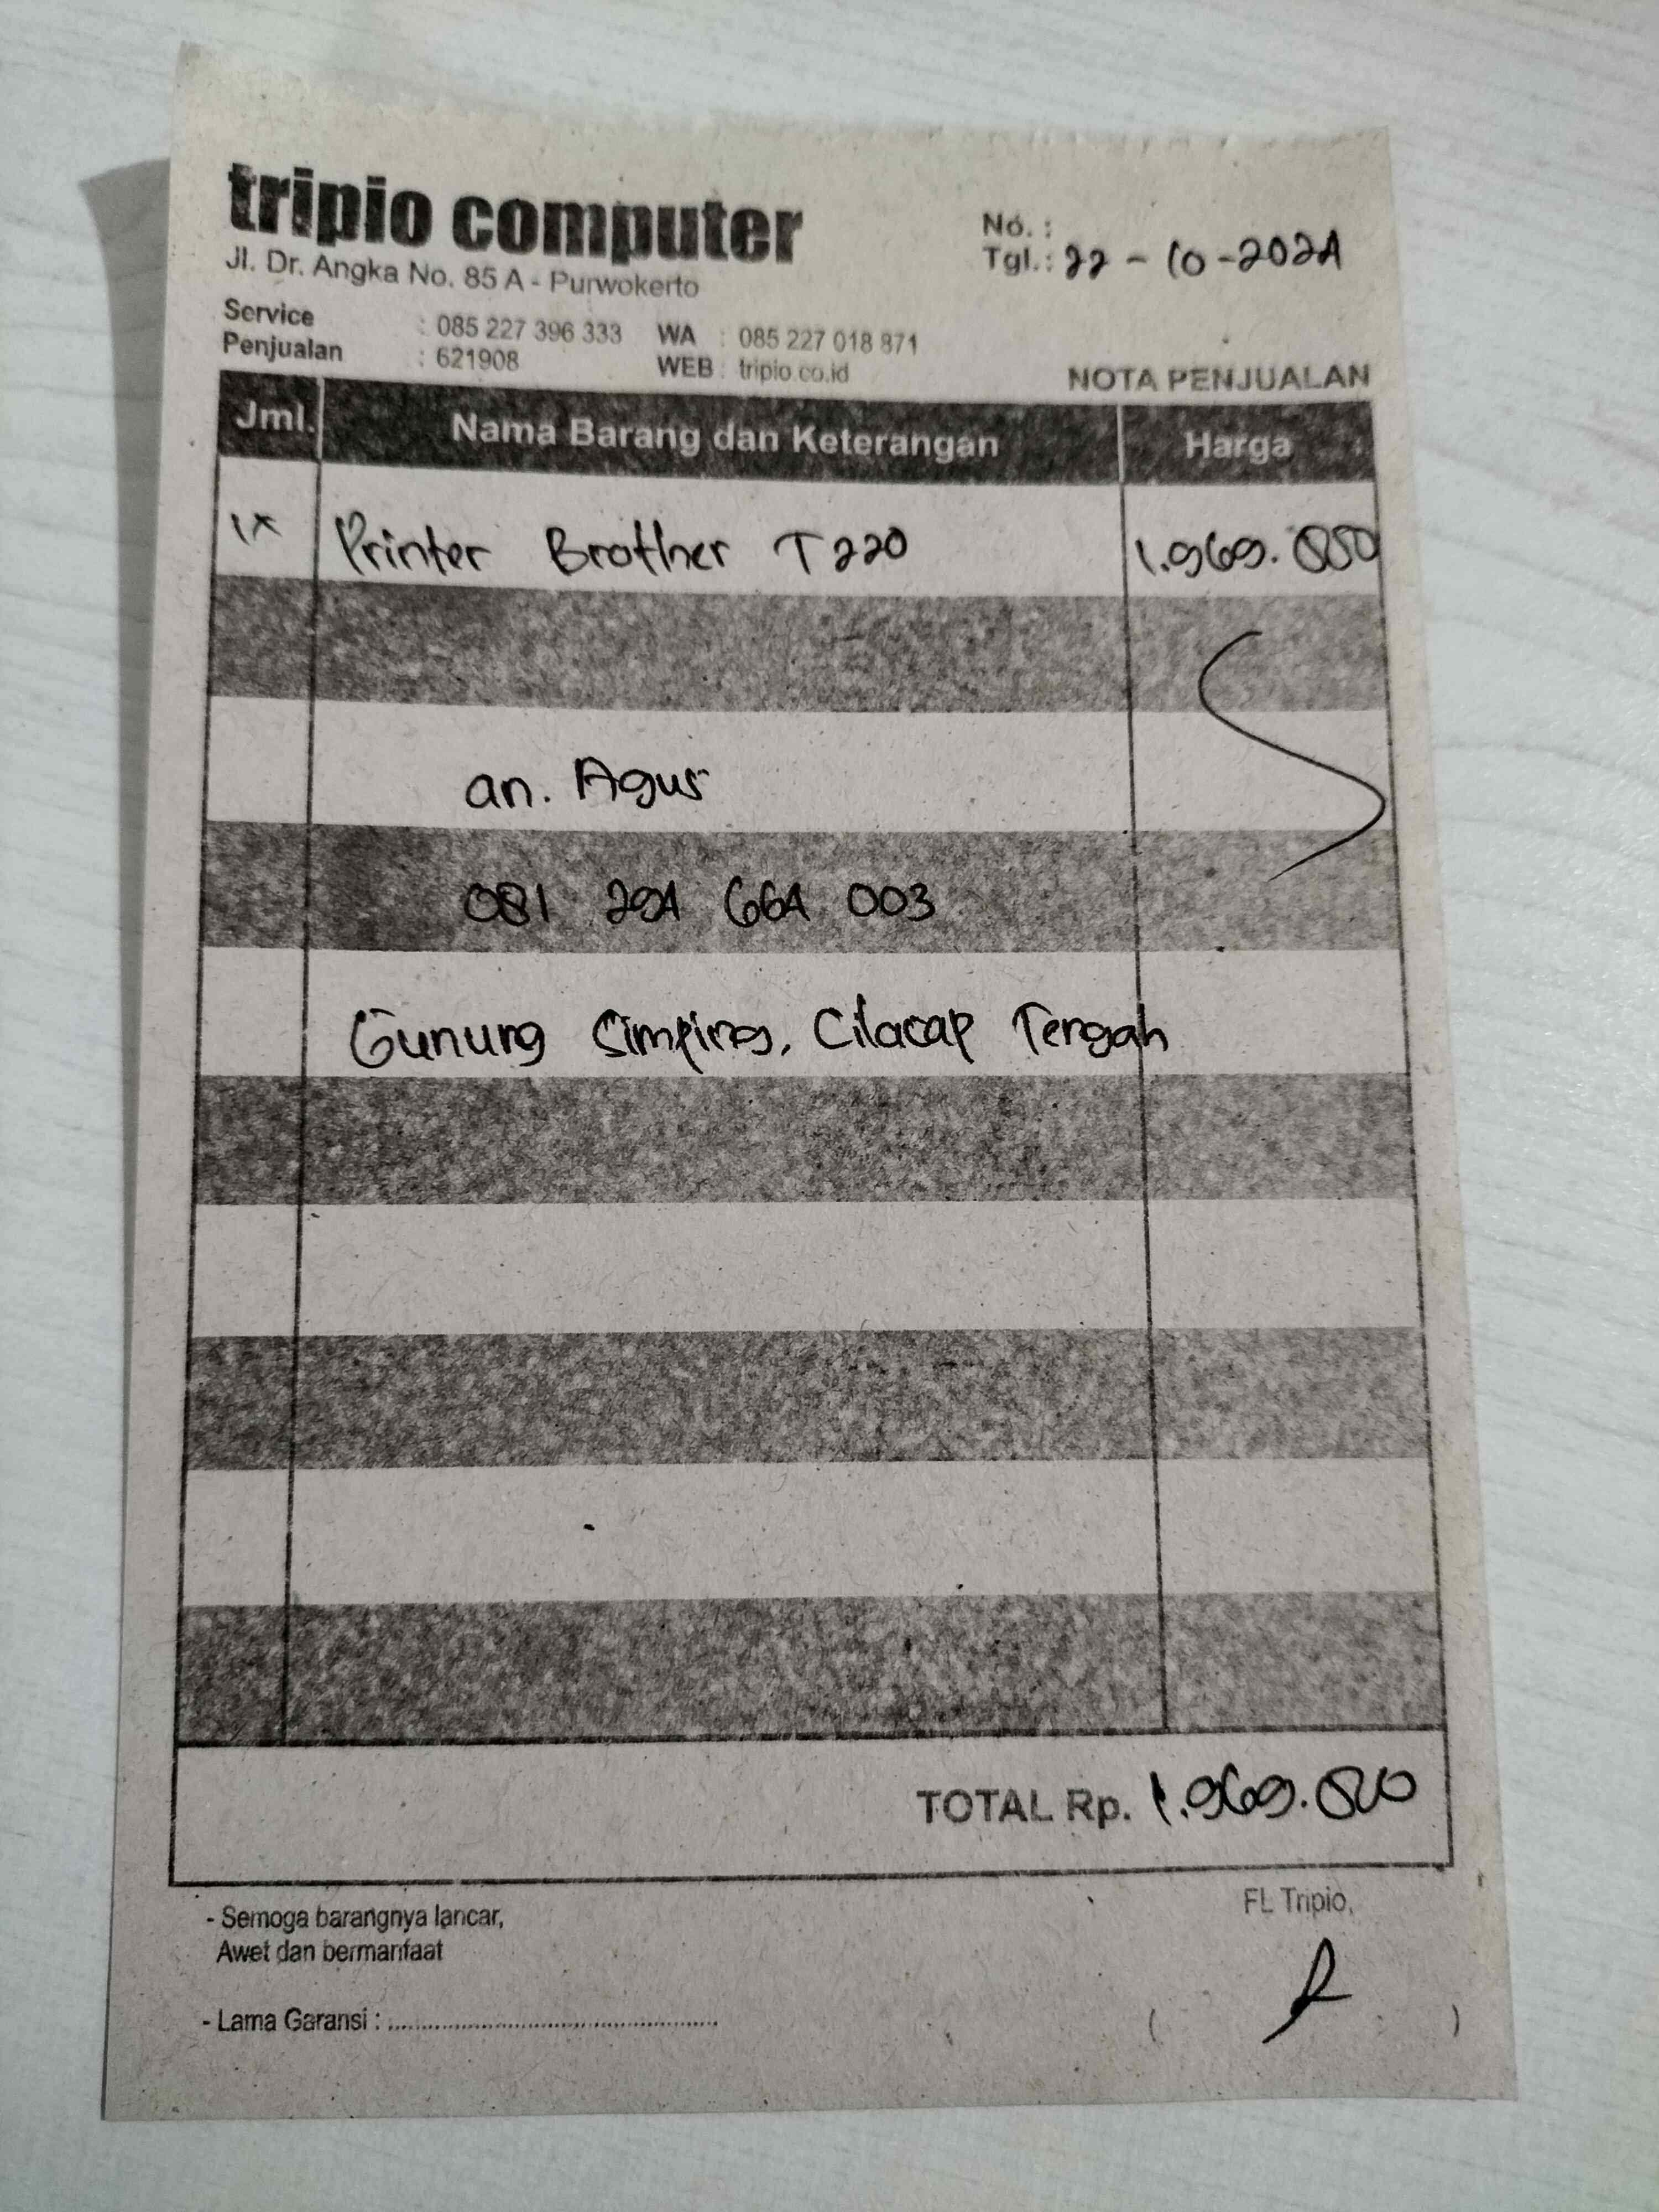 tripio computer
Jl. Dr. Angka No. 85 A - Purwokerto
No. :
Tgl. : 22 - 10 - 2024
Service : 085 227 396 333 WA : 085 227 018 871
Penjualan : 621908 WEB : tripio.co.id
NOTA PENJUALAN
Jml. Nama Barang dan Keterangan Harga
1x Printer Brother T220 1.969.000
an. Agus
081 294 664 003
Gunung Simping, Cilacap Tengah
TOTAL Rp. 1.969.000
- Semoga barangnya lancar,
Awet dan bermanfaat
FL Tripio,
- Lama Garansi : ............................................
( )